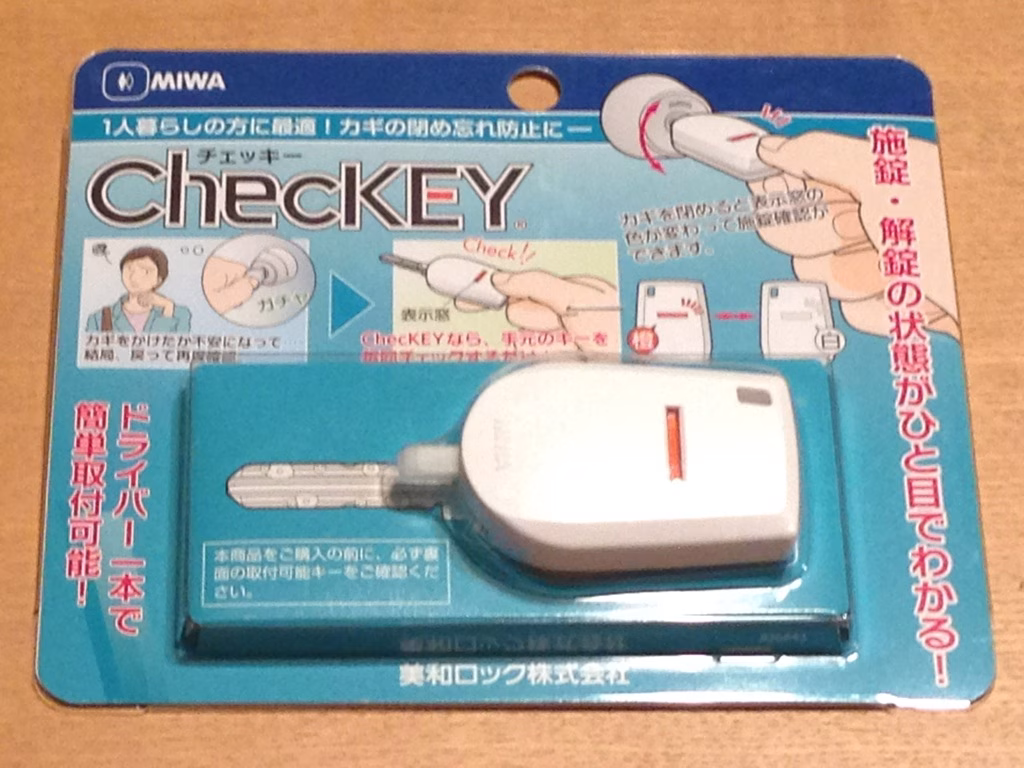 MIWA
1人暮らしの方に最適!カギの閉め忘れ防止に
チェッキー
ChecKEY
カギを閉めると表示窓の
色が変わって施錠確認が
できます。
施錠・解錠の状態がひと目でわかる!
ガチャ
カギをかけたか不安になって
結局、戻って再度確認
Check!!
表示窓
ChecKEYなら、手元のキーを
橙
白
ドライバー一本で
簡単取付可能!
本商品をご購入の前に、必ず裏
面の取付可能キーをご確認くだ
さい。
美和ロック株式会社